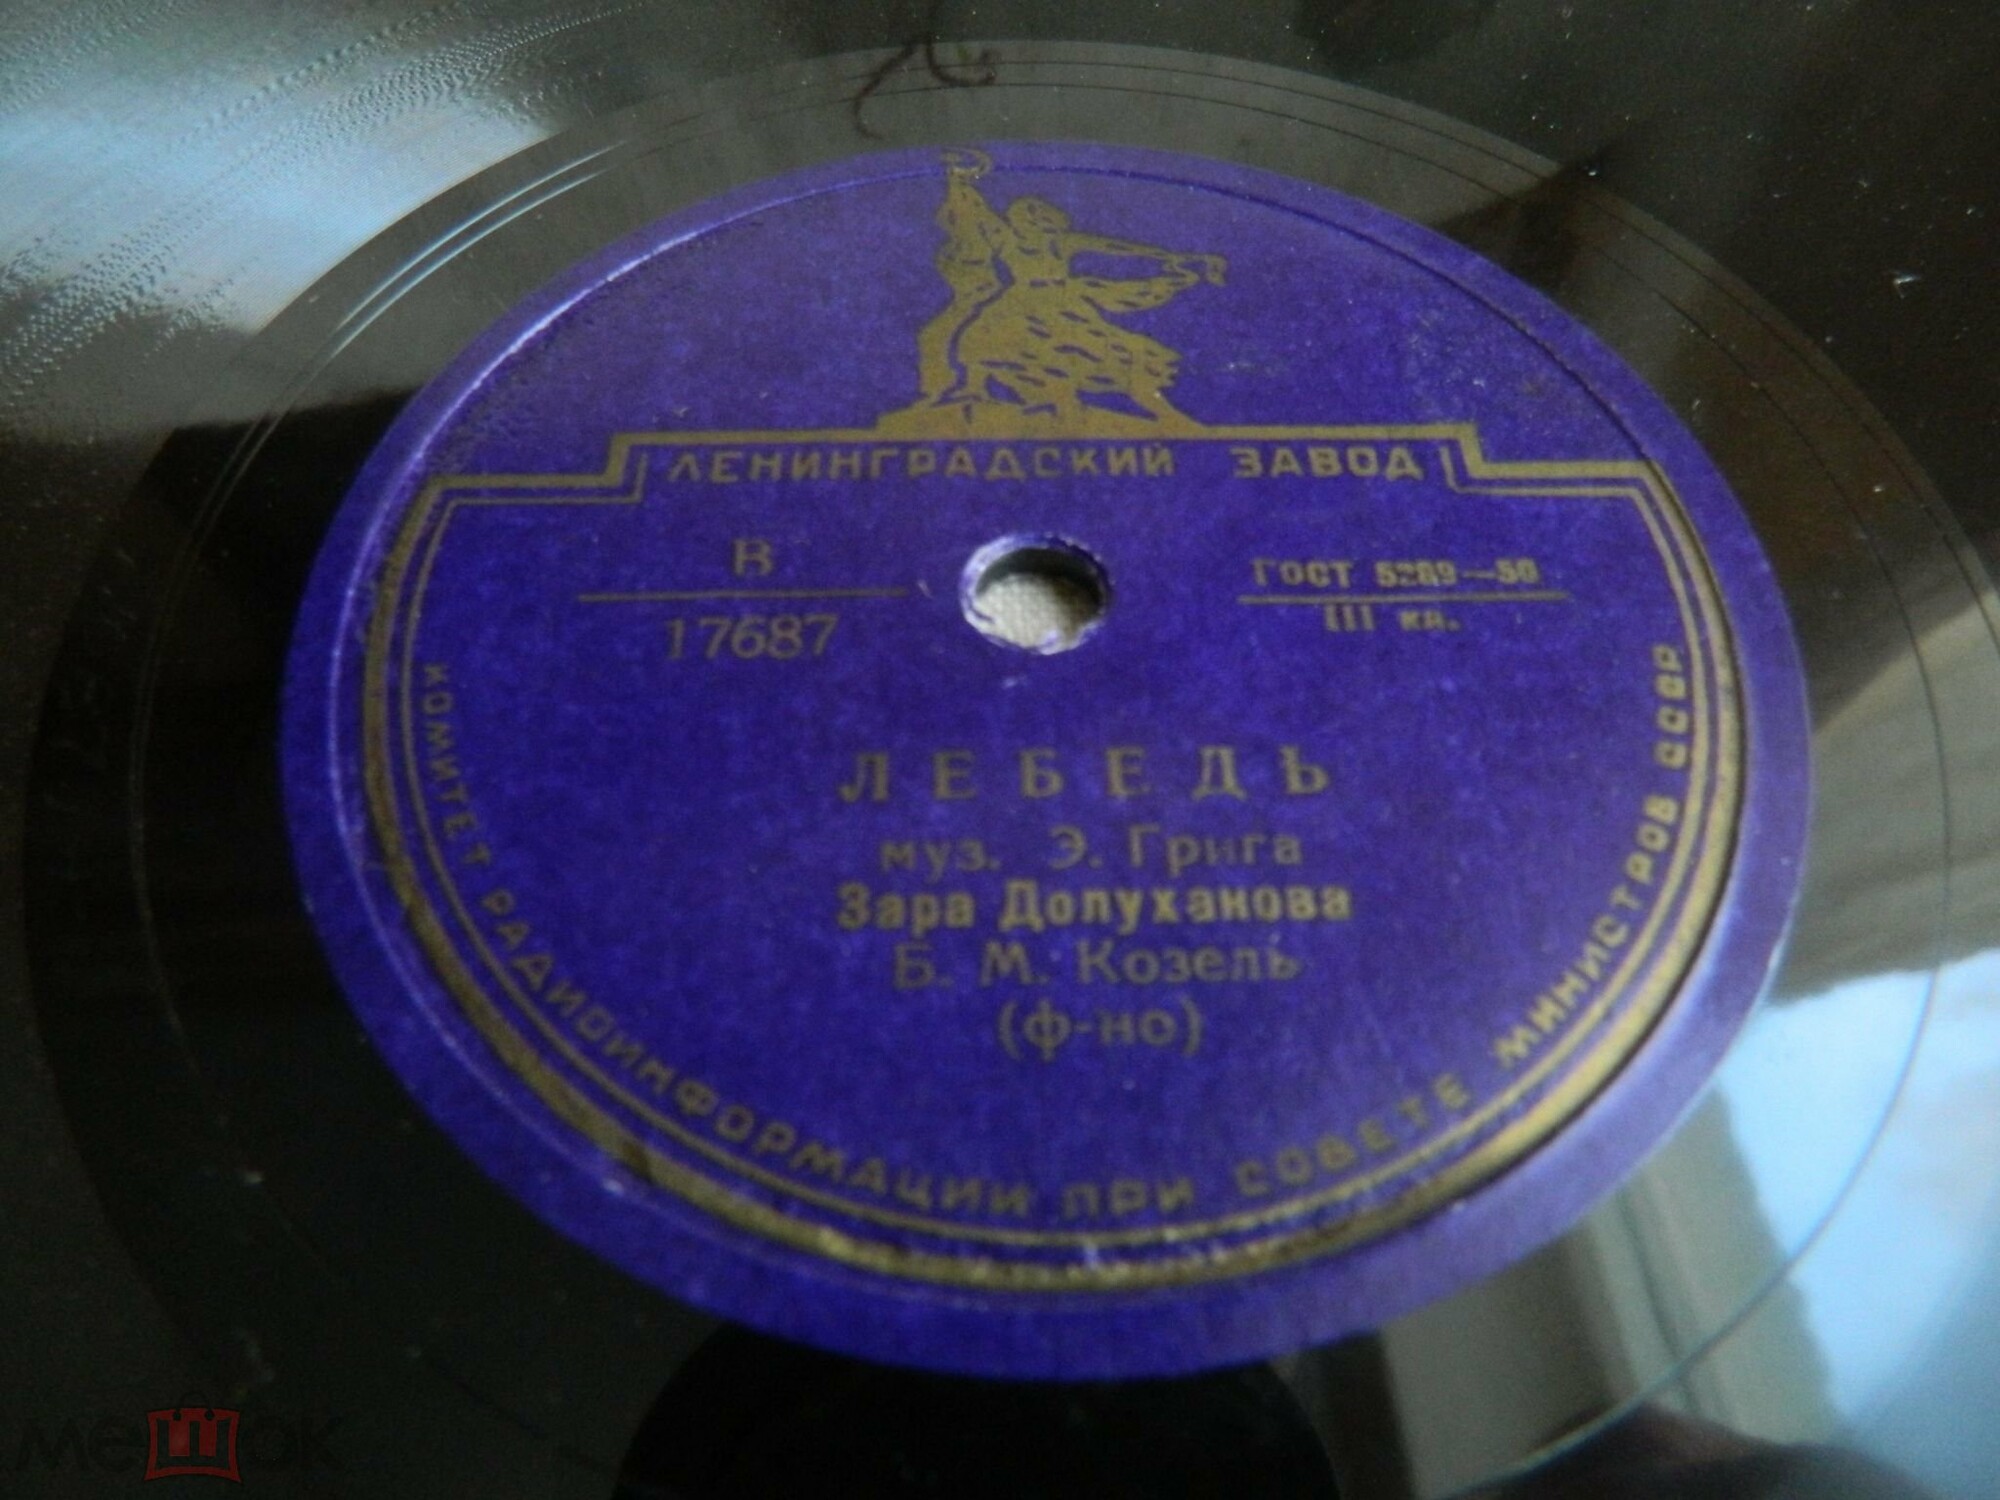 ЛЕНИНГРАДСКИЙ ЗАВОД
В
17687
ГОСТ 5289—50
III кл.
ЛЕБЕДЬ
муз. Э. Грига
Зара Долуханова
Б. М. Козель
(ф-но)
КОМИТЕТ РАДИОИНФОРМАЦИИ ПРИ СОВЕТЕ МИНИСТРОВ СССР
мешок